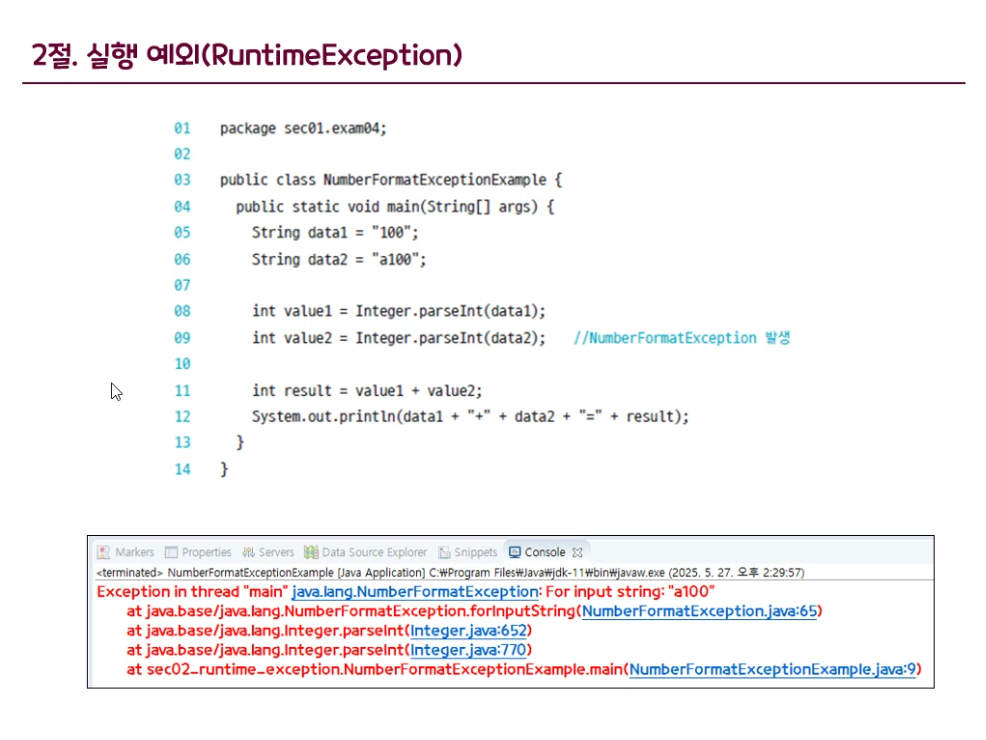 2절. 실행 예외(RuntimeException)
01 package sec01.exam04;
02
03 public class NumberFormatExceptionExample {
04 public static void main(String[] args) {
05 String data1 = "100";
06 String data2 = "a100";
07
08 int value1 = Integer.parseInt(data1);
09 int value2 = Integer.parseInt(data2); //NumberFormatException 발생
10
11 int result = value1 + value2;
12 System.out.println(data1 + "+" + data2 + "=" + result);
13 }
14 }
Markers Properties Servers Data Source Explorer Snippets Console
<terminated> NumberFormatExceptionExample [Java Application] C:₩Program Files₩Java₩jdk-11₩bin₩javaw.exe (2025. 5. 27. 오후 2:29:57)
Exception in thread "main" java.lang.NumberFormatException: For input string: "a100"
at java.base/java.lang.NumberFormatException.forInputString(NumberFormatException.java:65)
at java.base/java.lang.Integer.parseInt(Integer.java:652)
at java.base/java.lang.Integer.parseInt(Integer.java:770)
at sec02_runtime_exception.NumberFormatExceptionExample.main(NumberFormatExceptionExample.java:9)